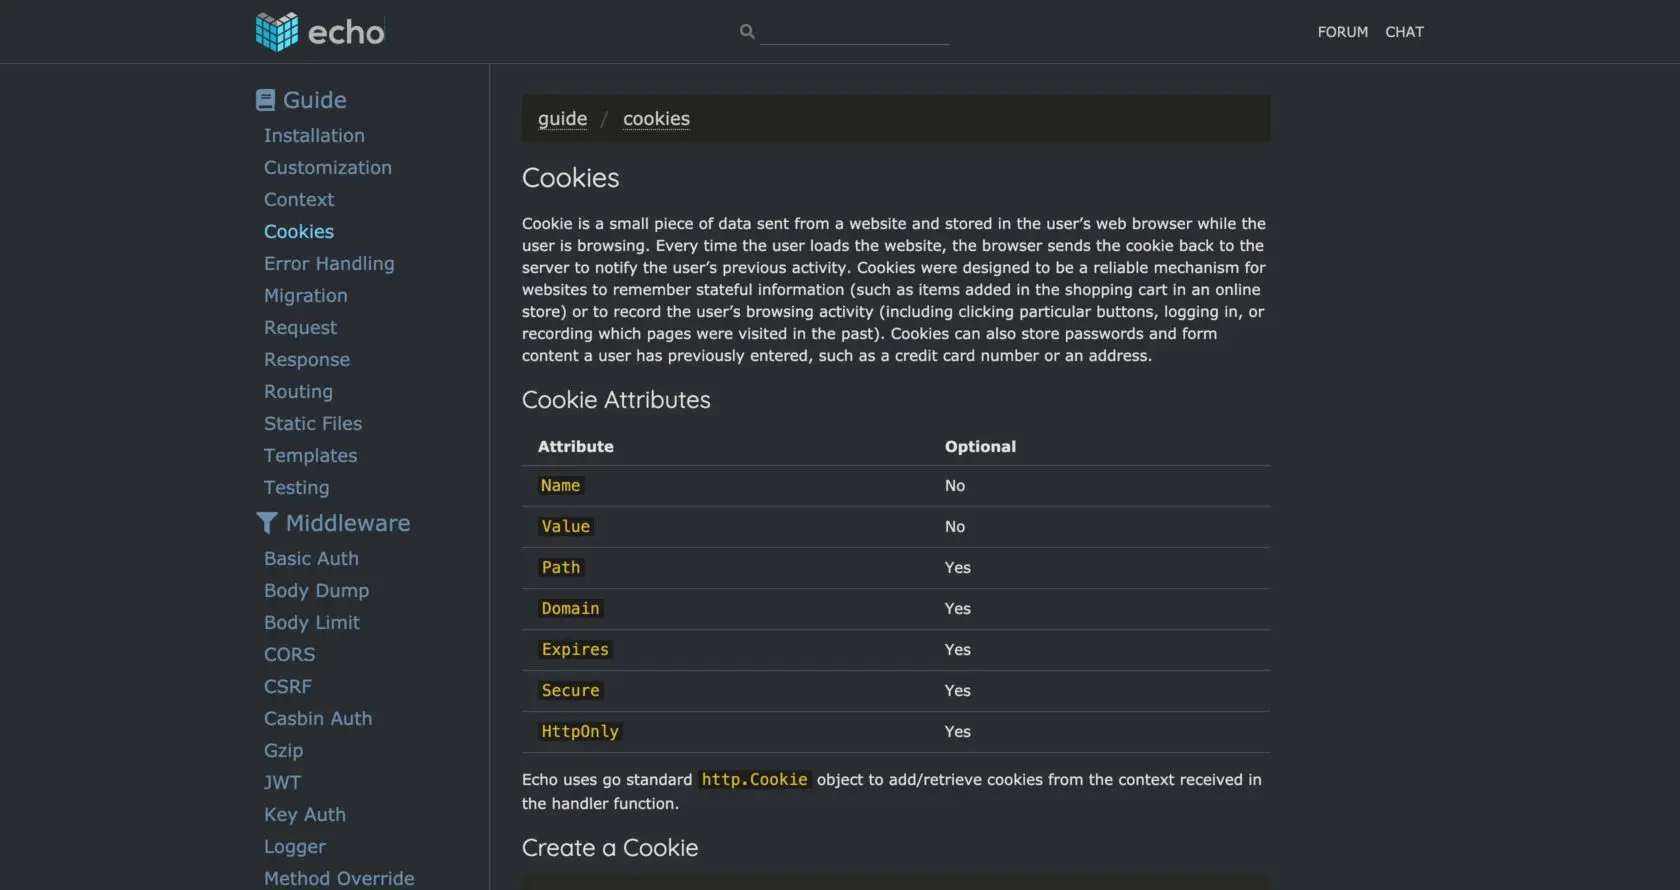 echo
FORUM CHAT
Guide
Installation
Customization
Context
Cookies
Error Handling
Migration
Request
Response
Routing
Static Files
Templates
Testing
Middleware
Basic Auth
Body Dump
Body Limit
CORS
CSRF
Casbin Auth
Gzip
JWT
Key Auth
Logger
Method Override
guide / cookies
Cookies
Cookie is a small piece of data sent from a website and stored in the user’s web browser while the
user is browsing. Every time the user loads the website, the browser sends the cookie back to the
server to notify the user’s previous activity. Cookies were designed to be a reliable mechanism for
websites to remember stateful information (such as items added in the shopping cart in an online
store) or to record the user’s browsing activity (including clicking particular buttons, logging in, or
recording which pages were visited in the past). Cookies can also store passwords and form
content a user has previously entered, such as a credit card number or an address.
Cookie Attributes
Attribute Optional
Name No
Value No
Path Yes
Domain Yes
Expires Yes
Secure Yes
HttpOnly Yes
Echo uses go standard http.Cookie object to add/retrieve cookies from the context received in
the handler function.
Create a Cookie